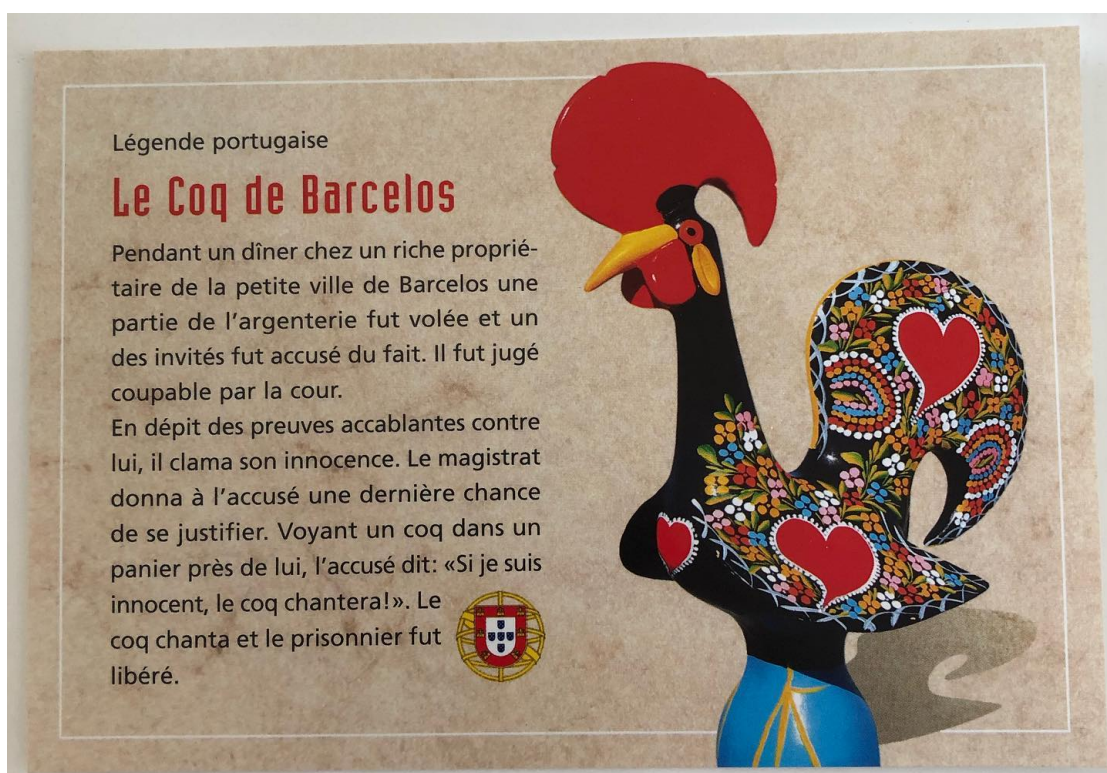 Légende portugaise
Le Coq de Barcelos
Pendant un dîner chez un riche proprié-
taire de la petite ville de Barcelos une
partie de l'argenterie fut volée et un
des invités fut accusé du fait. Il fut jugé
coupable par la cour.
En dépit des preuves accablantes contre
lui, il clama son innocence. Le magistrat
donna à l'accusé une dernière chance
de se justifier. Voyant un coq dans un
panier près de lui, l'accusé dit: «Si je suis
innocent, le coq chantera!». Le
coq chanta et le prisonnier fut
libéré.